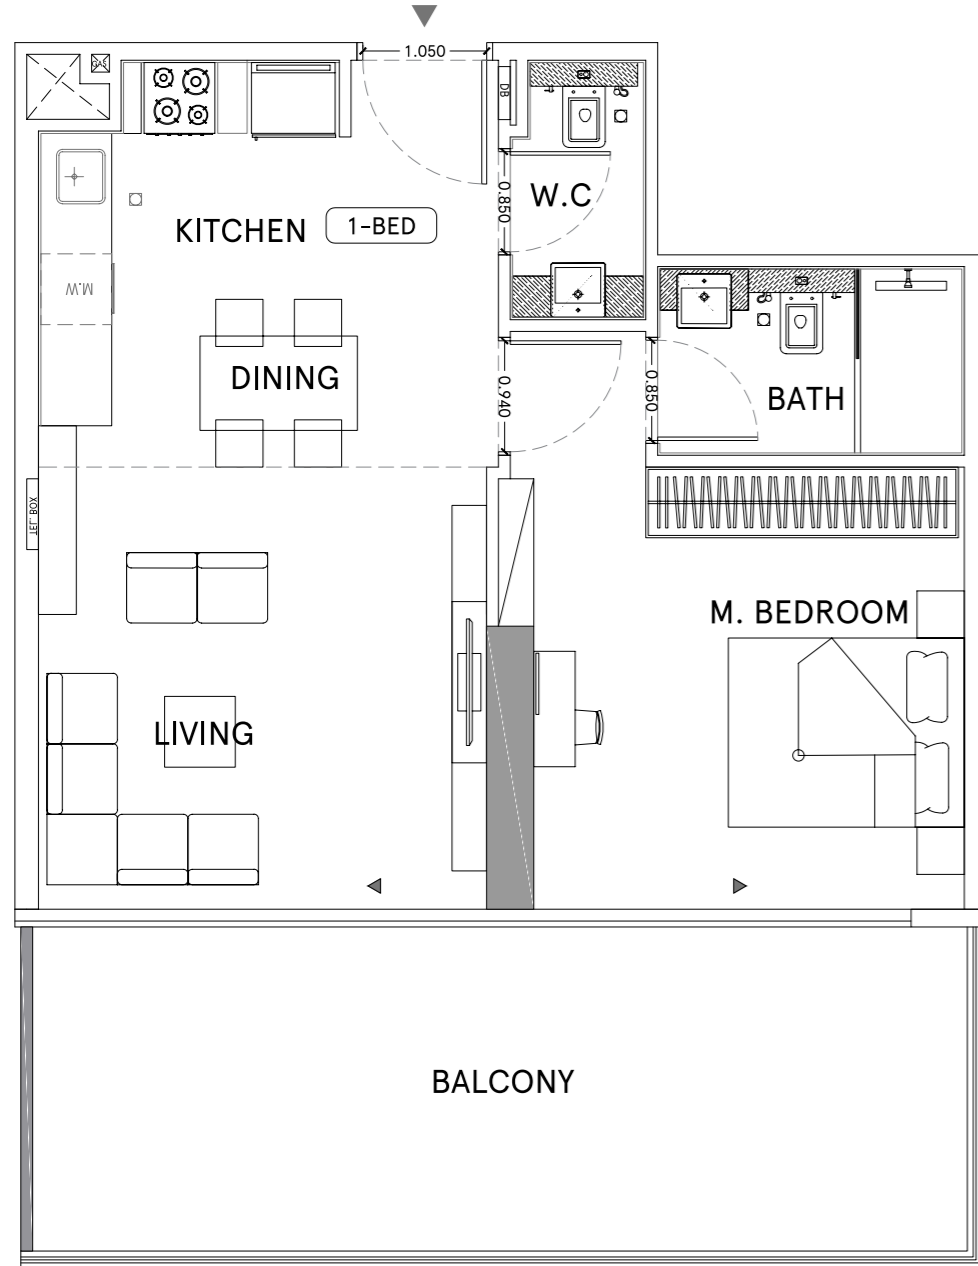 1.050
GAS
DB
0.850
W.C
KITCHEN
1-BED
M.W
DINING
0.940
0.850
BATH
TEL. BOX
M. BEDROOM
LIVING
BALCONY